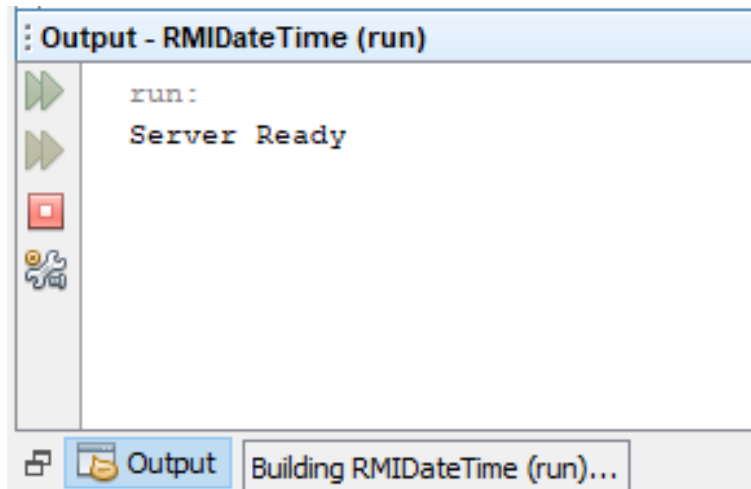 Output - RMIDateTime (run)
run:
Server Ready
Output
Building RMIDateTime (run)...